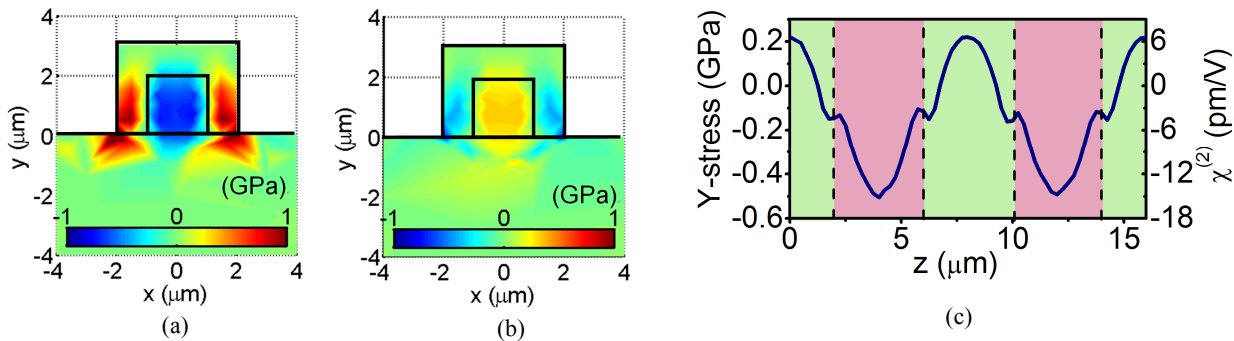 4
2
0
-2
-4
y (μm)
(GPa)
-1 0 1
-4 -2 0 2 4
x (μm)
(a)
4
2
0
-2
-4
y (μm)
(GPa)
-1 0 1
-4 -2 0 2 4
x (μm)
(b)
Y-stress (GPa)
0.2
0.0
-0.2
-0.4
-0.6
0 5 10 15
z (μm)
6
0
-6
-12
-18
χ(2) (pm/V)
(c)